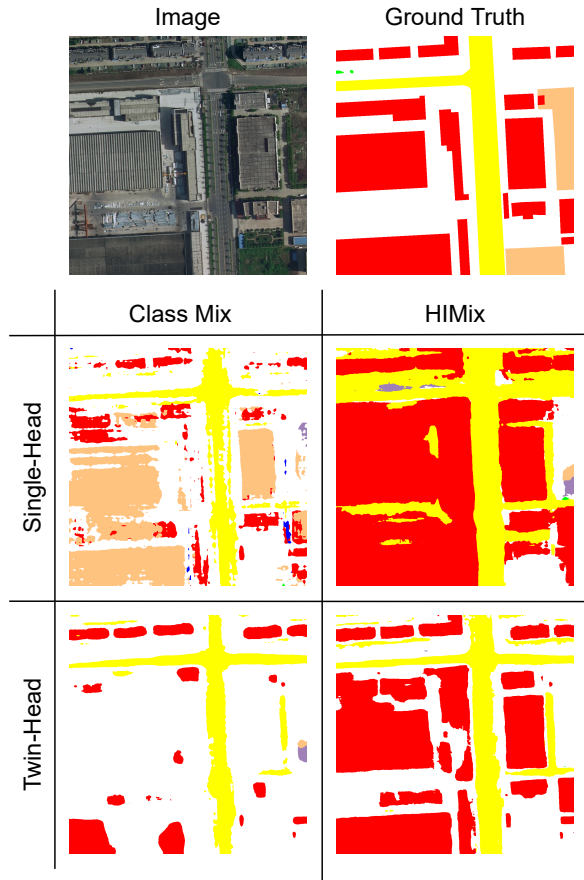 Image
Ground Truth
Class Mix
HIMix
Single-Head
Twin-Head